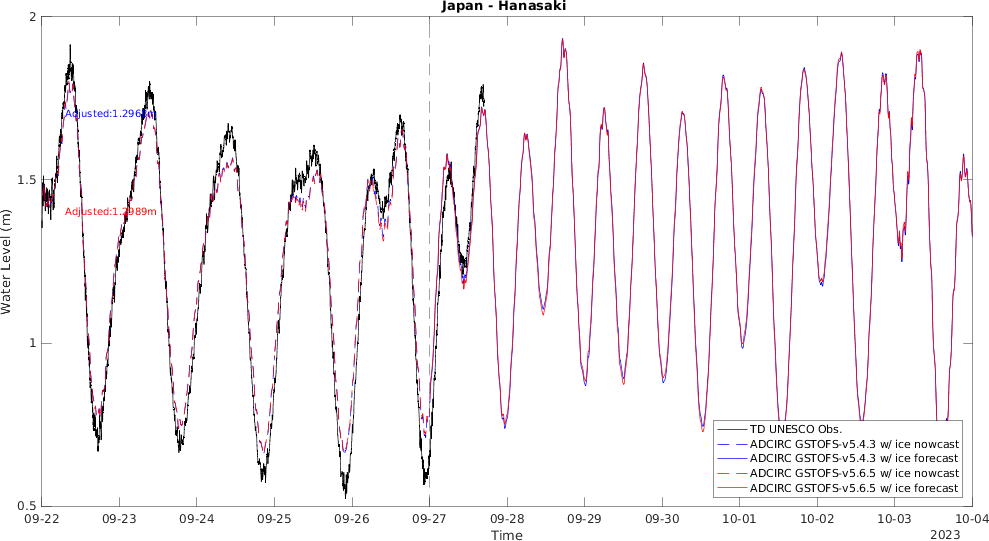 Japan - Hanasaki
2
1.5
1
0.5
Water Level (m)
Adjusted:1.2989m
TD UNESCO Obs.
ADCIRC GSTOFS-v5.4.3 w/ ice nowcast
ADCIRC GSTOFS-v5.4.3 w/ ice forecast
ADCIRC GSTOFS-v5.6.5 w/ ice nowcast
ADCIRC GSTOFS-v5.6.5 w/ ice forecast
09-22 09-23 09-24 09-25 09-26 09-27 09-28 09-29 09-30 10-01 10-02 10-03 10-04
Time
2023